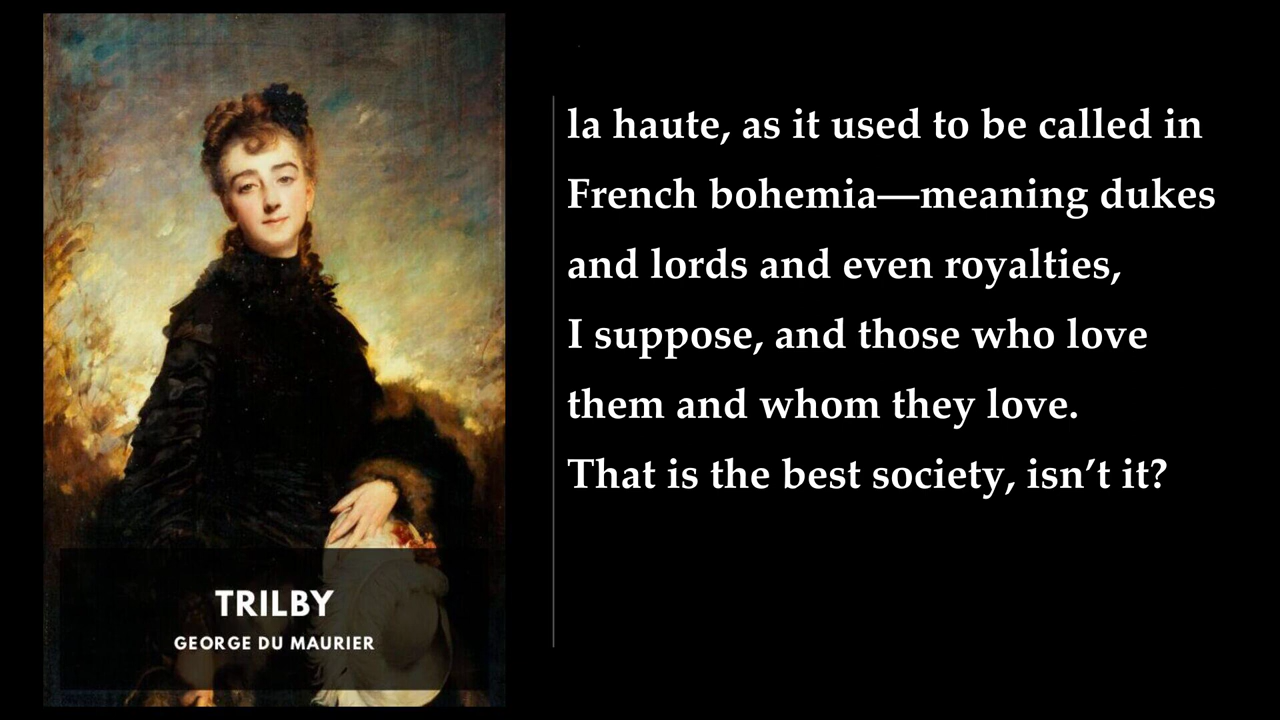 TRILBY
GEORGE DU MAURIER
la haute, as it used to be called in
French bohemia—meaning dukes
and lords and even royalties,
I suppose, and those who love
them and whom they love.
That is the best society, isn’t it?